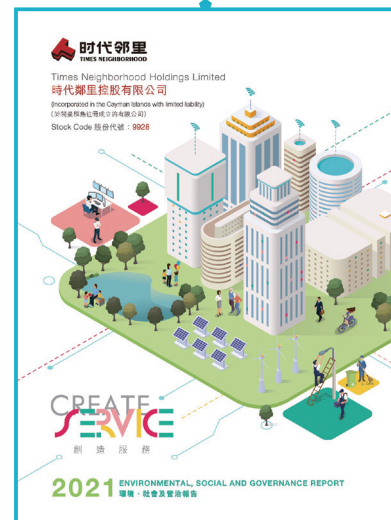 时代邻里
TIMES NEIGHBORHOOD
Times Neighborhood Holdings Limited
時代鄰里控股有限公司
(Incorporated in the Cayman Islands with limited liability)
(於開曼群島註冊成立的有限公司)
Stock Code 股份代號：9928
CREATE
SERVICE
創造服務
2021 ENVIRONMENTAL, SOCIAL AND GOVERNANCE REPORT
環境、社會及管治報告